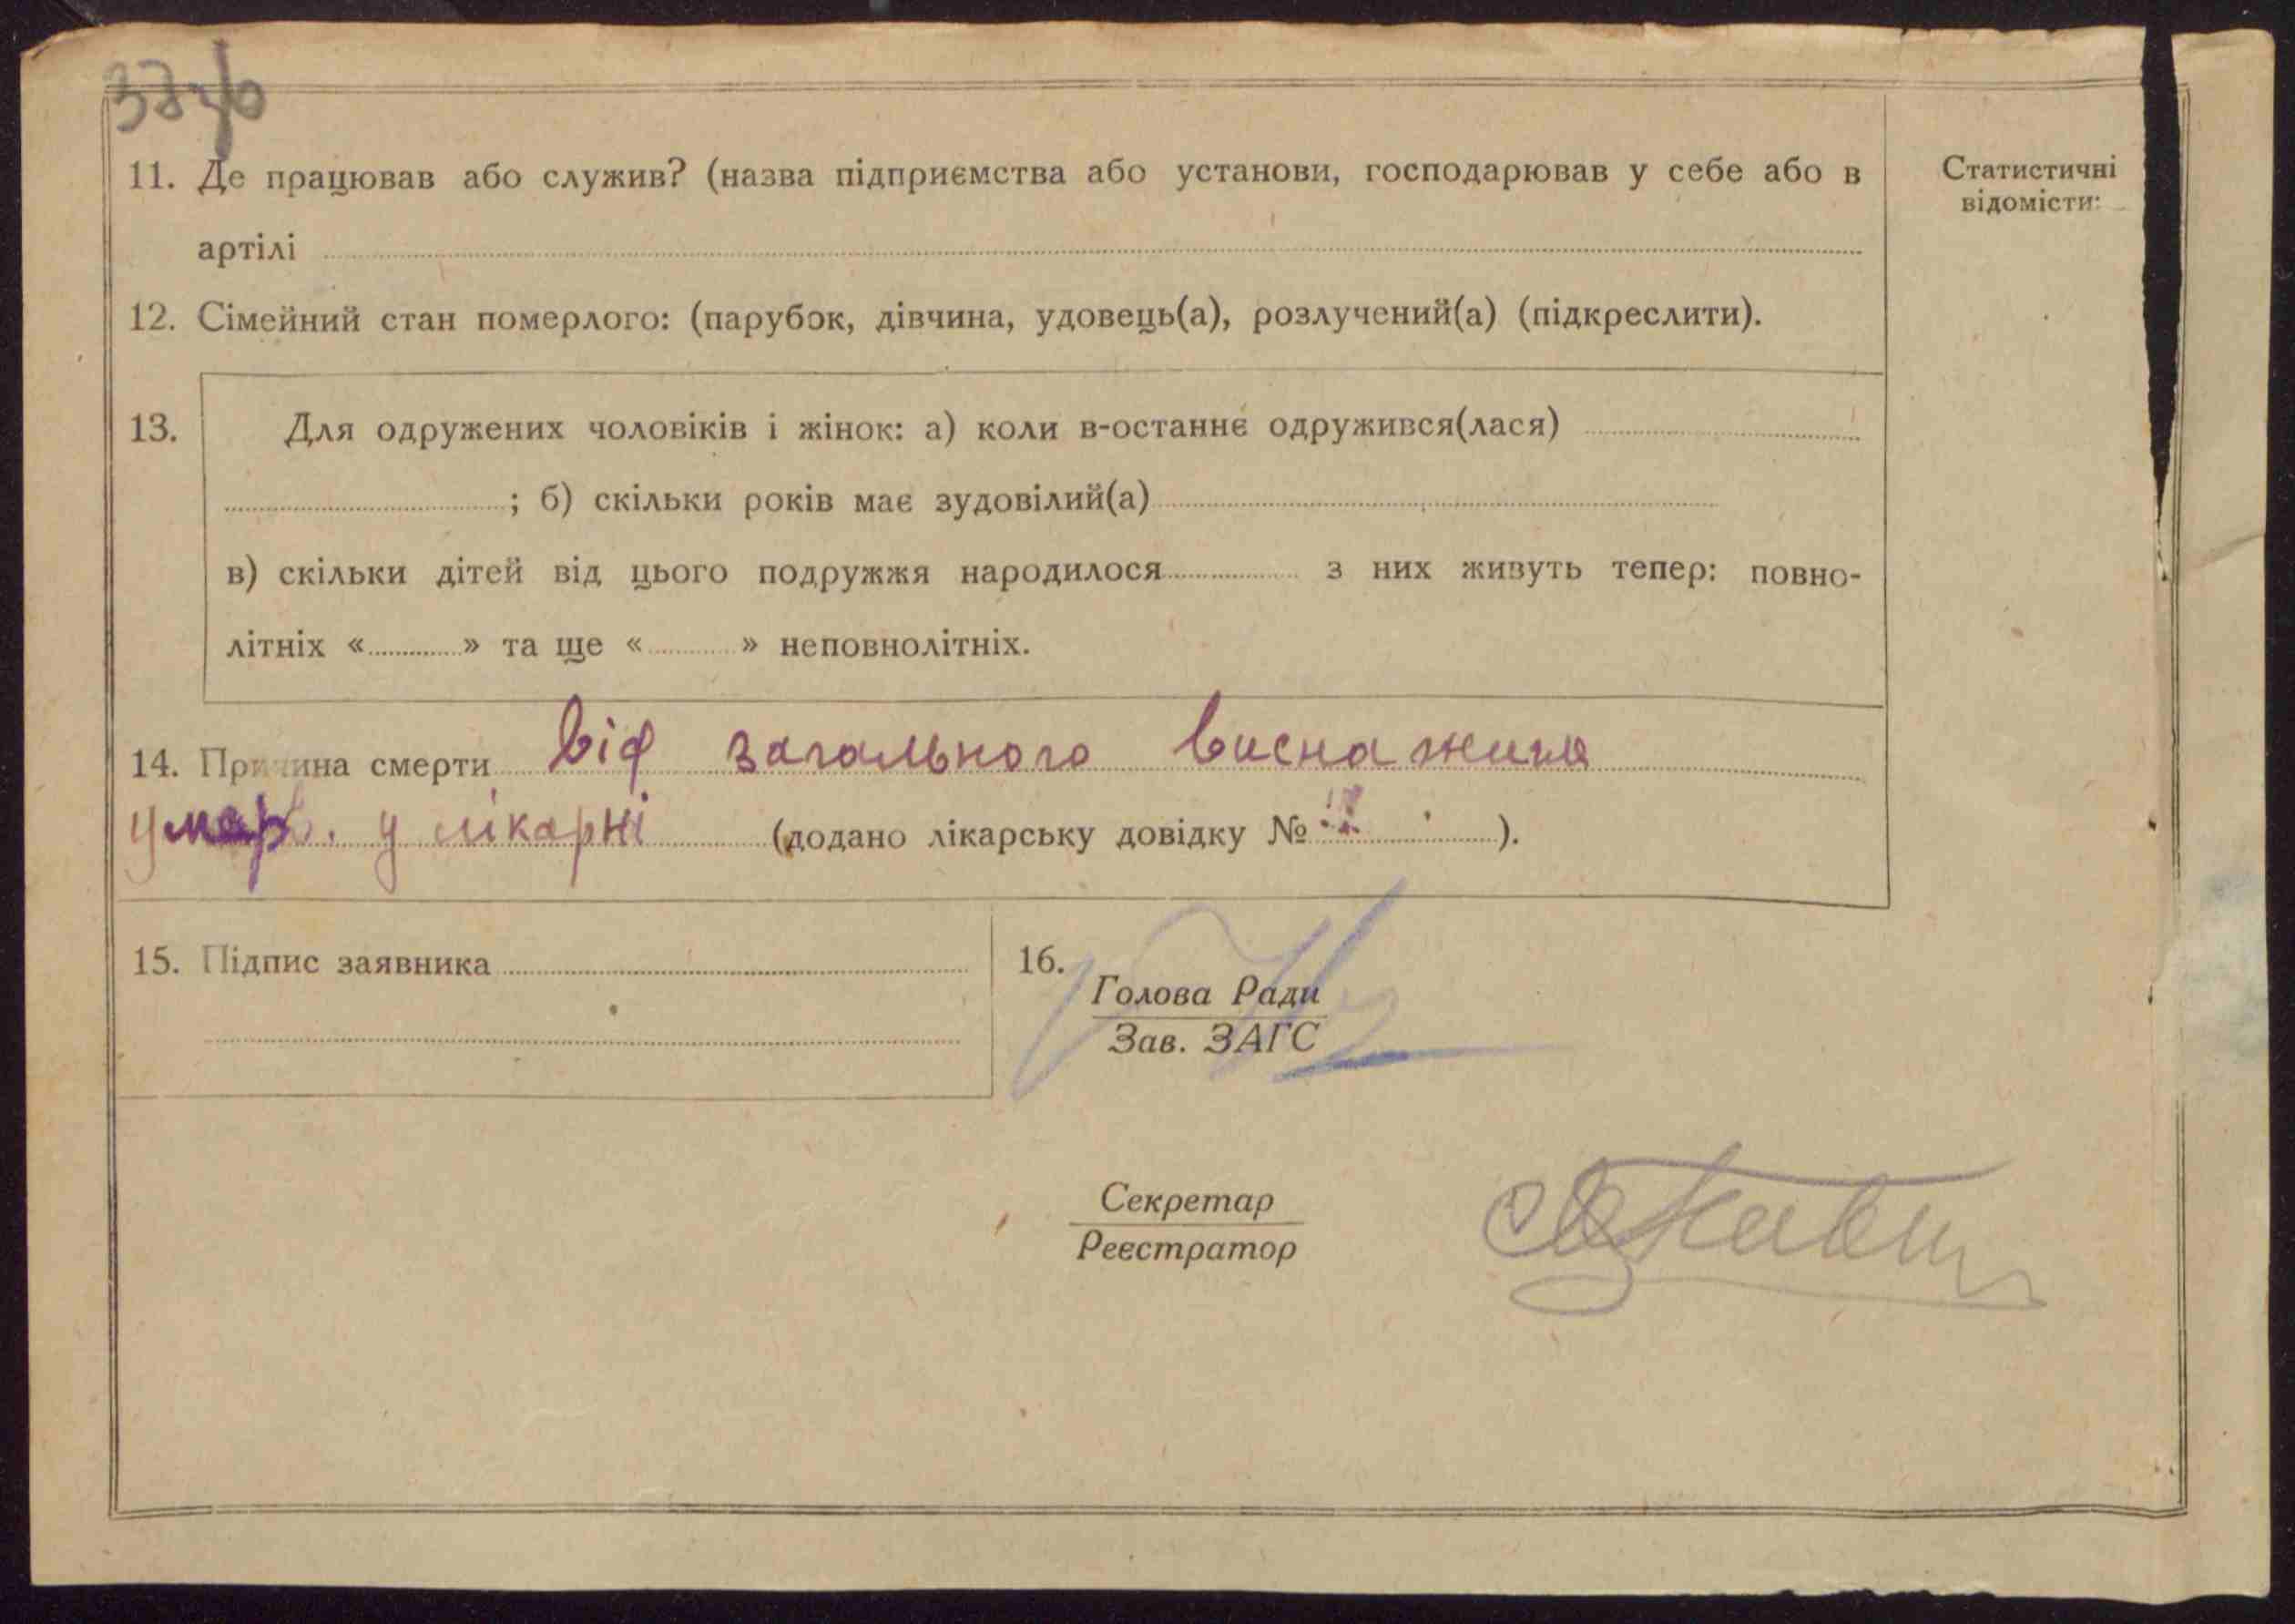 11. Де працював або служив? (назва підприємства або установи, господарював у себе або в
артілі
Статистичні
відомісти:
12. Сімейний стан померлого: (парубок, дівчина, удовець(а), розлучений(а) (підкреслити).
13. Для одружених чоловіків і жінок: а) коли в-останнє одружився(лася)
; б) скільки років має зудовілий(а)
в) скільки дітей від цього подружжя народилося з них живуть тепер: повно-
літніх « » та ще « » неповнолітніх.
14. Причина смерти від загального
у лікарні (додано лікарську довідку № ).
15. Підпис заявника
16.
Голова Ради
Зав. ЗАГС
Секретар
Реєстратор